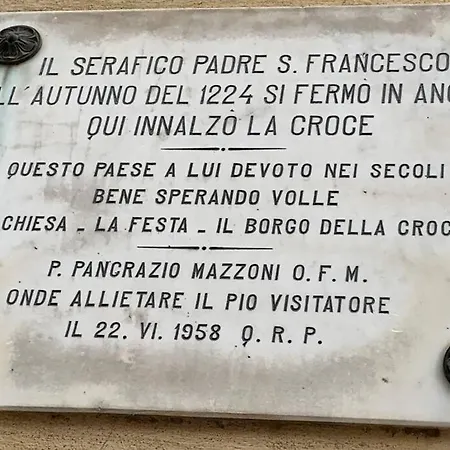 IL SERAFICO PADRE S. FRANCESCO
LL'AUTUNNO DEL 1224 SI FERMÒ IN ANG
QUI INNALZÒ LA CROCE
QUESTO PAESE A LUI DEVOTO NEI SECOLI
BENE SPERANDO VOLLE
CHIESA - LA FESTA - IL BORGO DELLA CROC
P. PANCRAZIO MAZZONI O.F.M.
ONDE ALLIETARE IL PIO VISITATORE
IL 22. VI. 1958 Q.R.P.